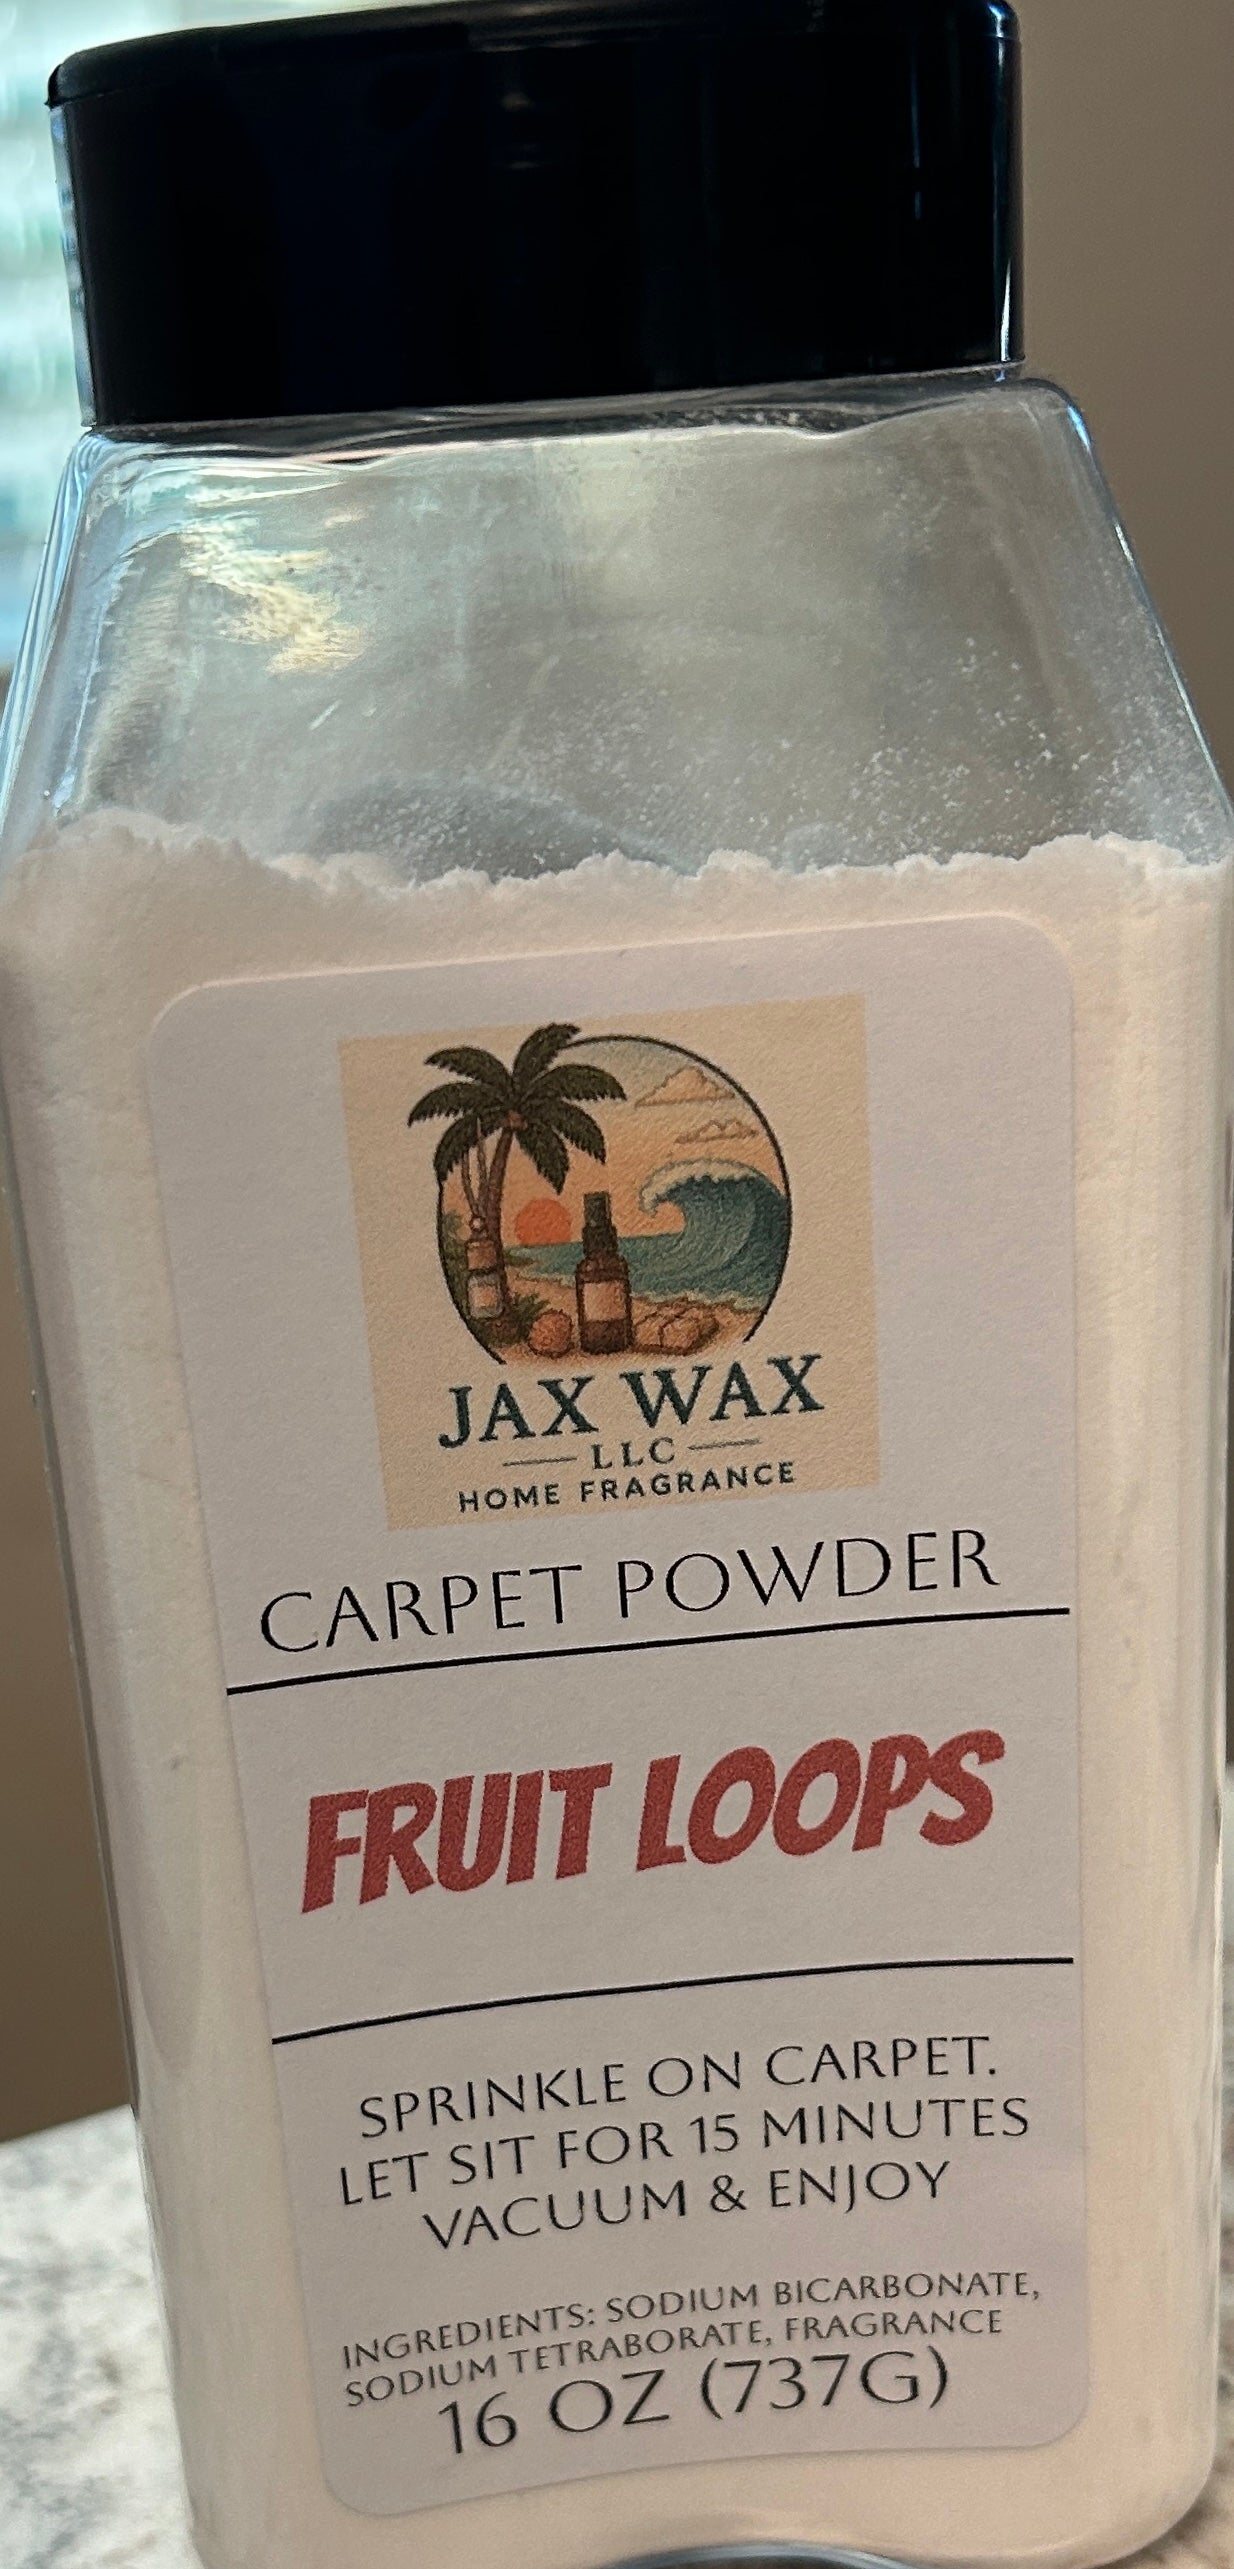 JAX WAX
LLC
HOME FRAGRANCE
CARPET POWDER
FRUIT LOOPS
SPRINKLE ON CARPET.
LET SIT FOR 15 MINUTES
VACUUM & ENJOY
INGREDIENTS: SODIUM BICARBONATE,
SODIUM TETRABORATE, FRAGRANCE
16 OZ (737G)